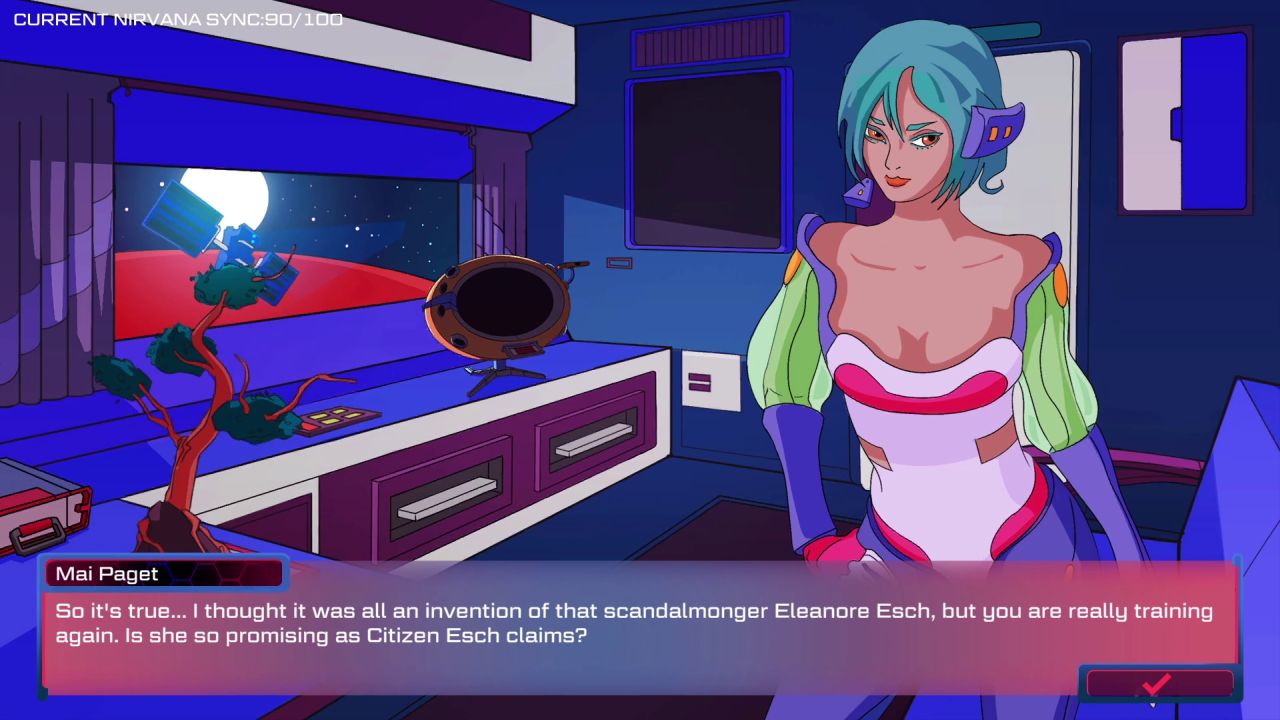 CURRENT NIRVANA SYNC:90/100
Mai Paget
So it's true... I thought it was all an invention of that scandalmonger Eleanore Esch, but you are really training
again. Is she so promising as Citizen Esch claims?